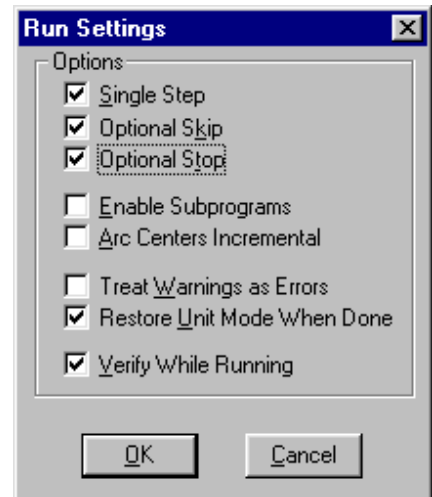 Run Settings
Options
Single Step
Optional Skip
Optional Stop
Enable Subprograms
Arc Centers Incremental
Treat Warnings as Errors
Restore Unit Mode When Done
Verify While Running
OK
Cancel